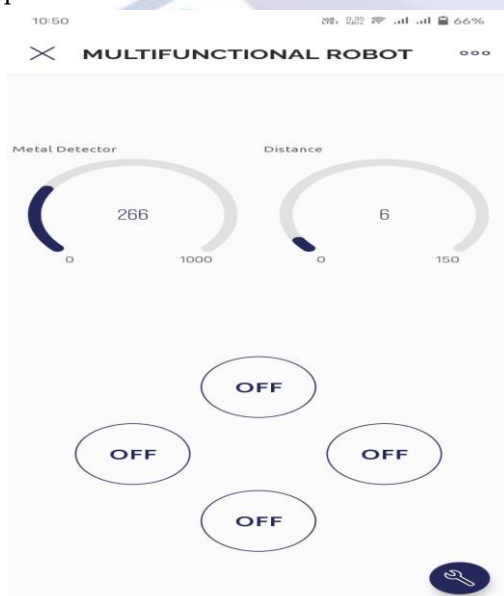 10:50
66%
MULTIFUNCTIONAL ROBOT
Metal Detector
Distance
266
6
0
1000
0
150
OFF
OFF
OFF
OFF